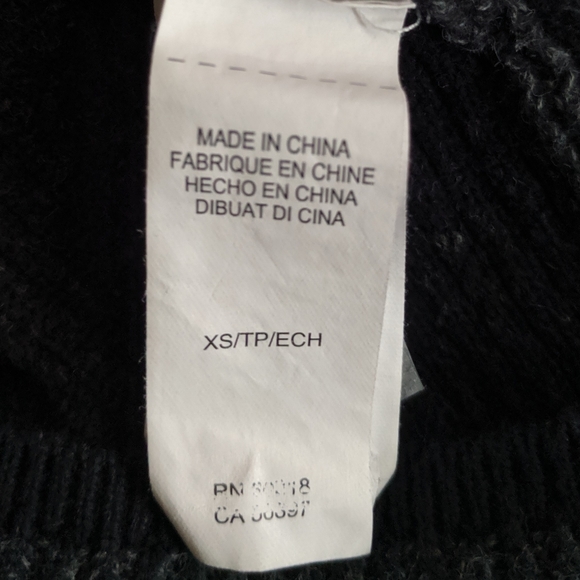 MADE IN CHINA
FABRIQUE EN CHINE
HECHO EN CHINA
DIBUAT DI CINA
XS/TP/ECH
RN
CA